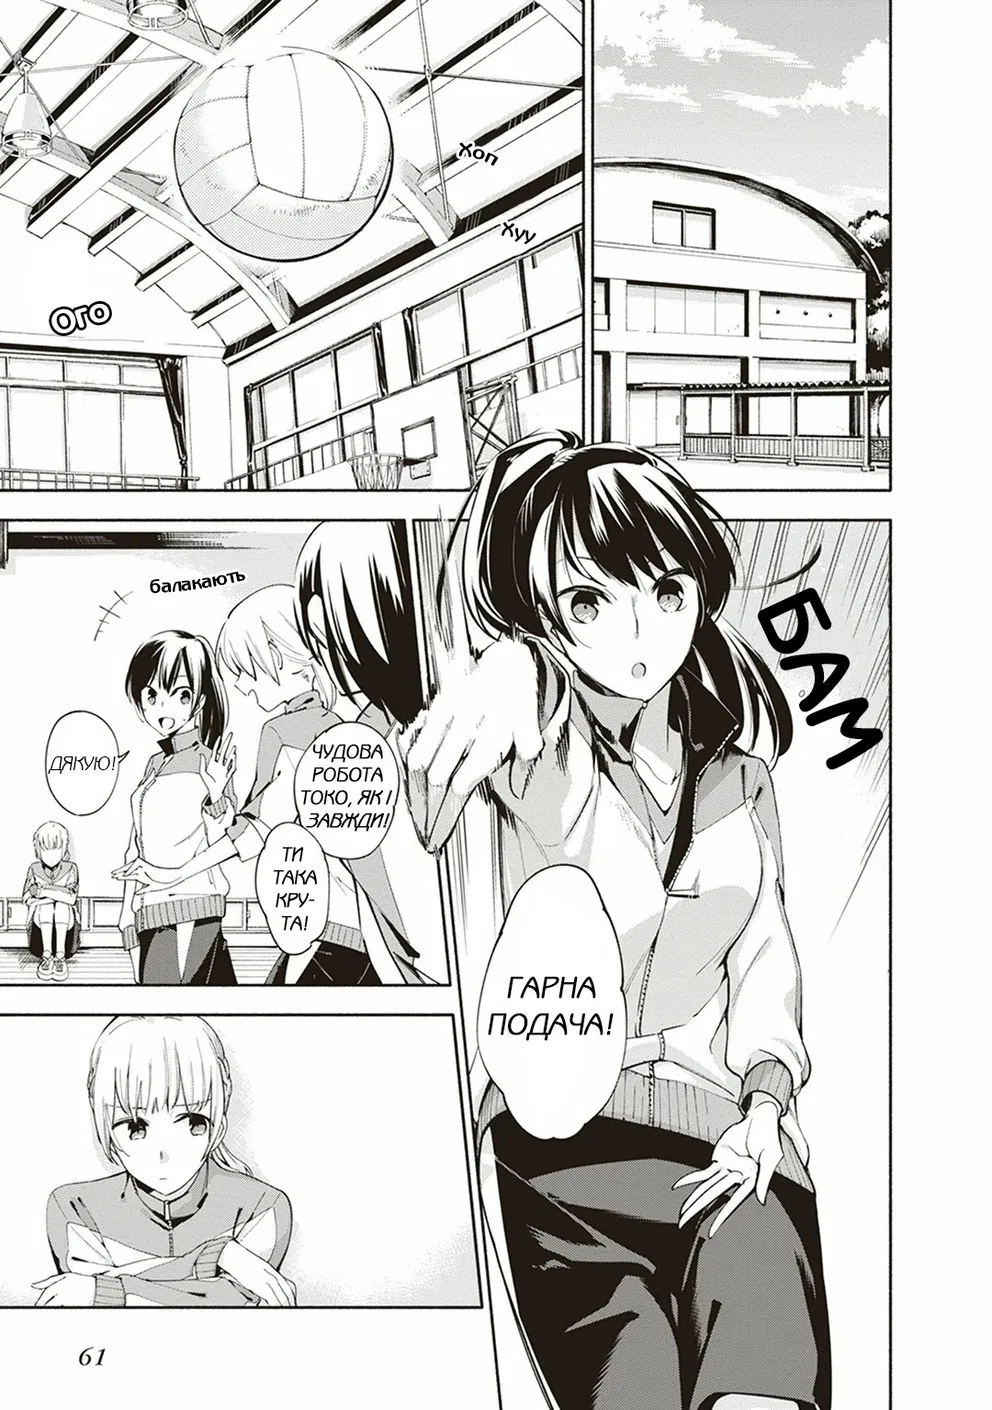 Хоп
Хуу
Ого
БАМ
ГАРНА
ПОДАЧА!
балакають
ЧУДОВА
РОБОТА
ТОКО, ЯК І
ЗАВЖДИ!
ТИ
ТАКА
КРУ-
ТА!
ДЯКУЮ!
61